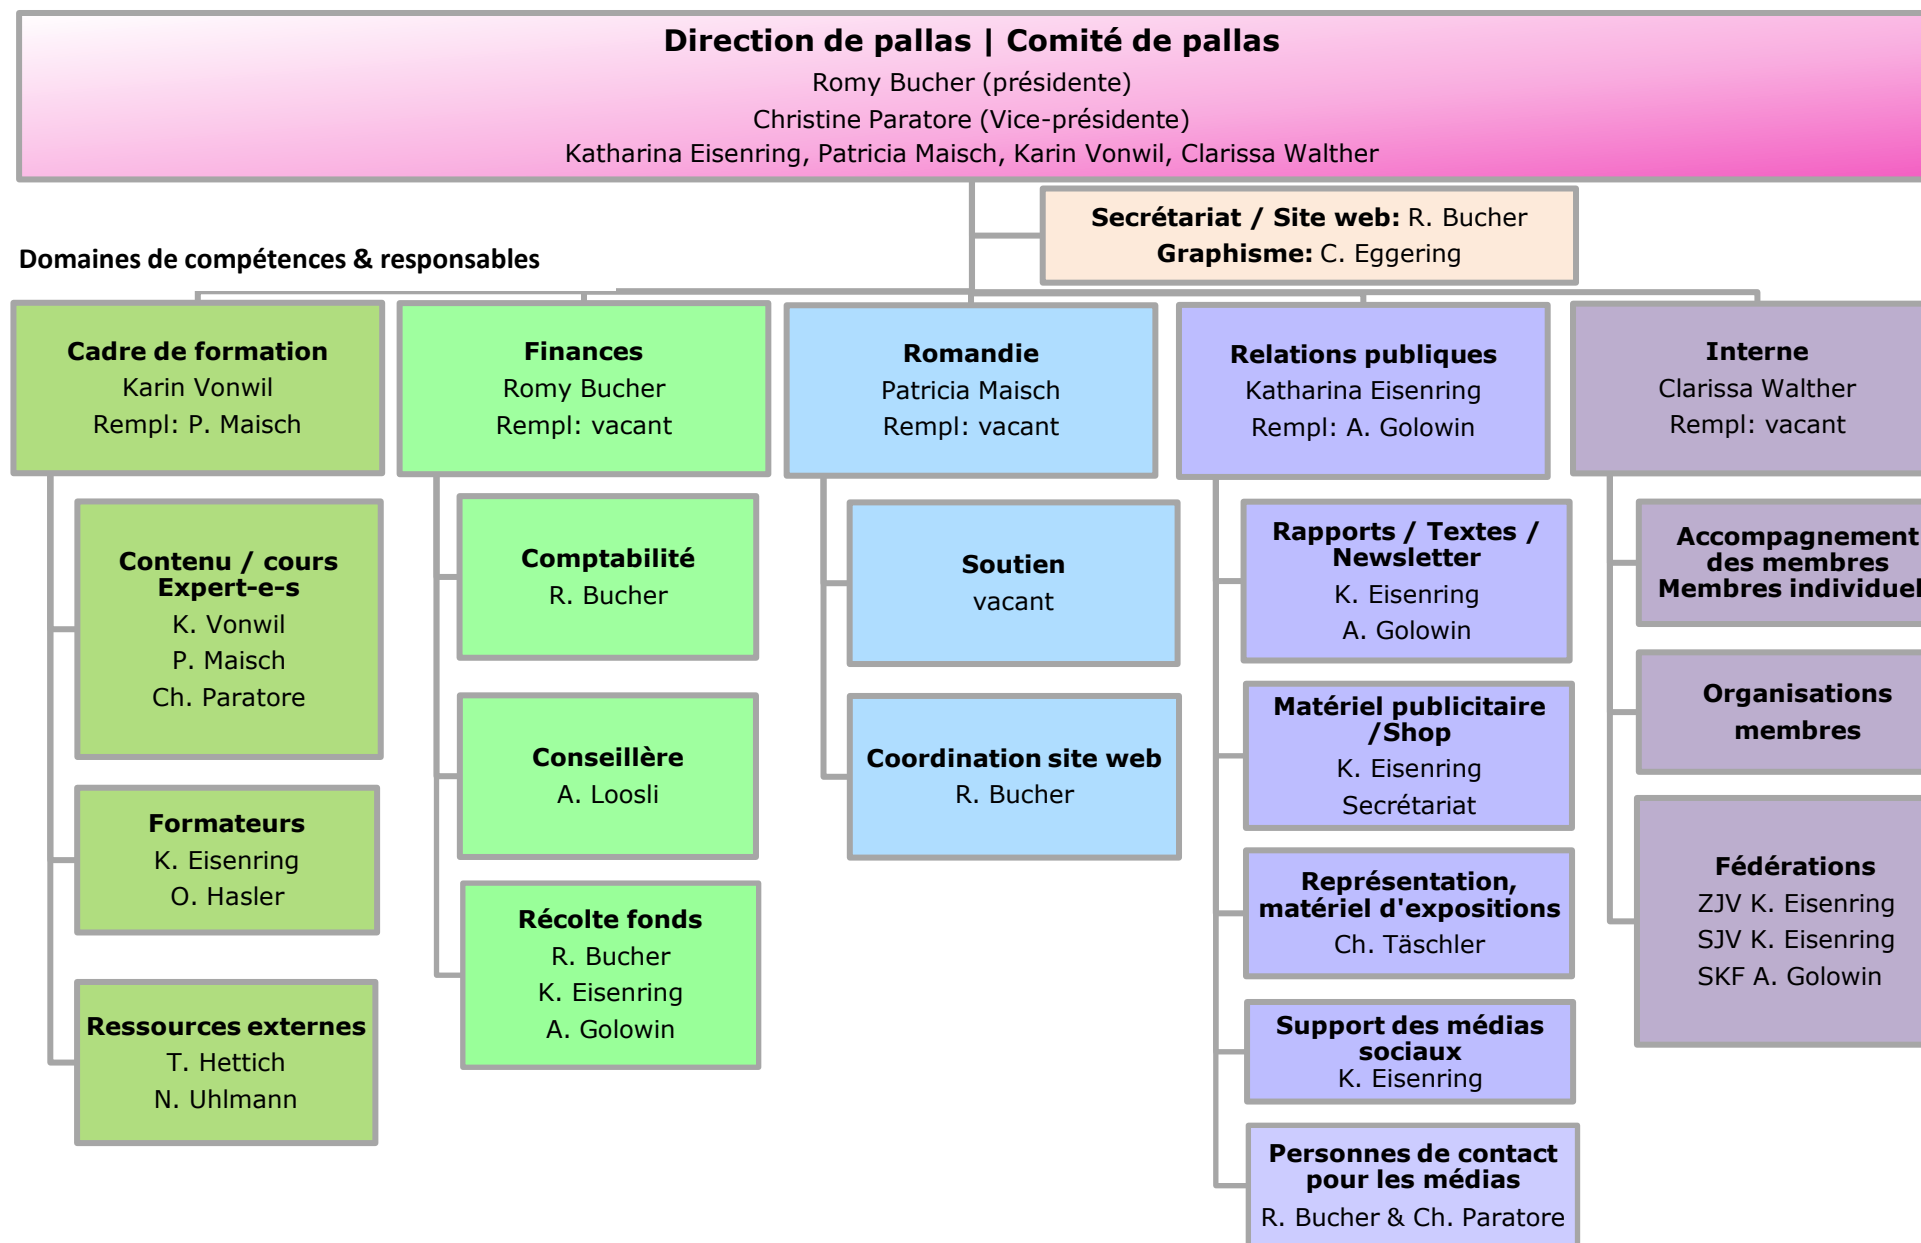 Direction de pallas | Comité de pallas
Romy Bucher (présidente)
Christine Paratore (Vice-présidente)
Katharina Eisenring, Patricia Maisch, Karin Vonwil, Clarissa Walther
Secrétariat / Site web: R. Bucher
Graphisme: C. Eggering
Domaines de compétences & responsables
Cadre de formation
Karin Vonwil
Rempl: P. Maisch
Contenu / cours
Expert-e-s
K. Vonwil
P. Maisch
Ch. Paratore
Formateurs
K. Eisenring
O. Hasler
Ressources externes
T. Hettich
N. Uhlmann
Finances
Romy Bucher
Rempl: vacant
Comptabilité
R. Bucher
Conseillère
A. Loosli
Récolte fonds
R. Bucher
K. Eisenring
A. Golowin
Romandie
Patricia Maisch
Rempl: vacant
Soutien
vacant
Coordination site web
R. Bucher
Relations publiques
Katharina Eisenring
Rempl: A. Golowin
Rapports / Textes /
Newsletter
K. Eisenring
A. Golowin
Matériel publicitaire
/Shop
K. Eisenring
Secrétariat
Représentation,
matériel d'expositions
Ch. Täschler
Support des médias
sociaux
K. Eisenring
Personnes de contact
pour les médias
R. Bucher & Ch. Paratore
Interne
Clarissa Walther
Rempl: vacant
Accompagnement
des membres
Membres individuel
Organisations
membres
Fédérations
ZJV K. Eisenring
SJV K. Eisenring
SKF A. Golowin